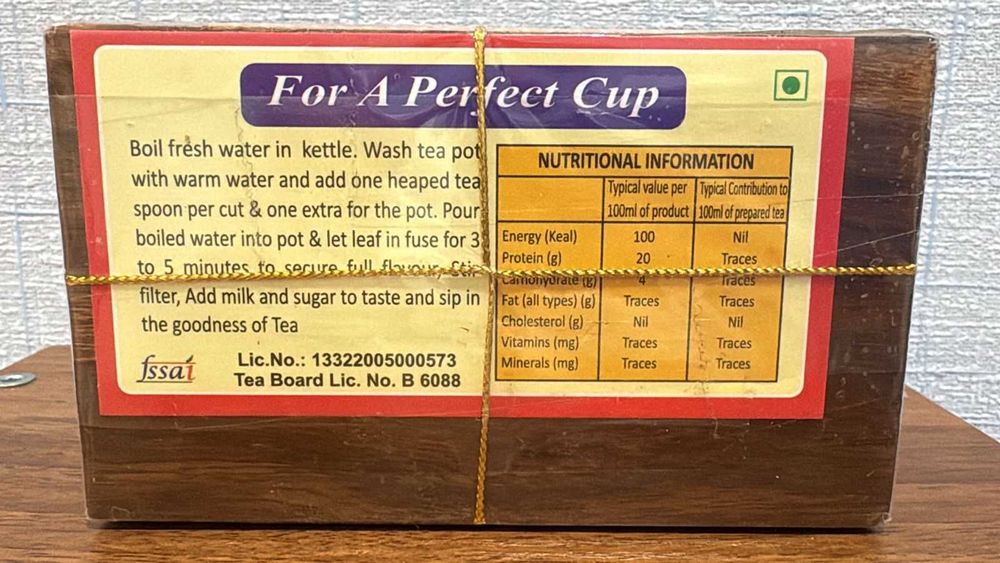 For A Perfect Cup
Boil fresh water in kettle. Wash tea pot
with warm water and add one heaped tea
spoon per cut & one extra for the pot. Pour
boiled water into pot & let leaf in fuse for 3
to 5 minutes to secure full flavour. Stir
filter, Add milk and sugar to taste and sip in
the goodness of Tea
fssai
Lic.No.: 13322005000573
Tea Board Lic. No. B 6088
NUTRITIONAL INFORMATION
Typical value per Typical Contribution to
100ml of product 100ml of prepared tea
Energy (Keal) 100 Nil
Protein (g) 20 Traces
Carbohydrate (g) 4 Traces
Fat (all types) (g) Traces Traces
Cholesterol (g) Nil Nil
Vitamins (mg) Traces Traces
Minerals (mg) Traces Traces